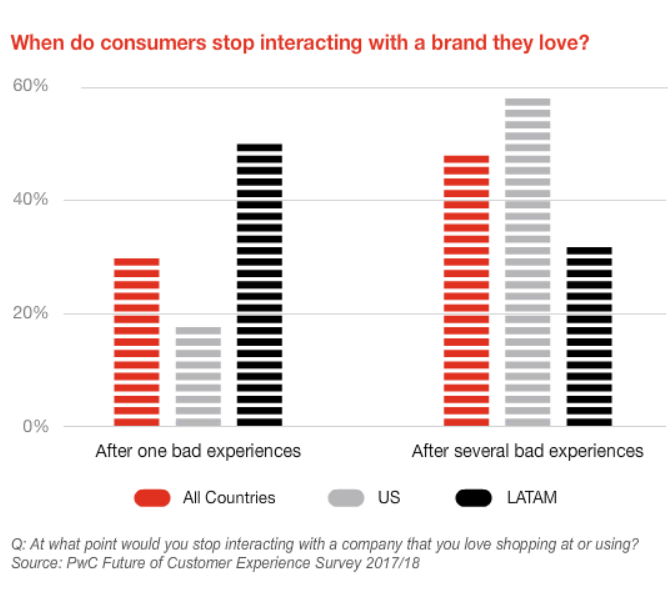 When do consumers stop interacting with a brand they love?
60%
40%
20%
0%
After one bad experiences
After several bad experiences
All Countries
US
LATAM
Q: At what point would you stop interacting with a company that you love shopping at or using?
Source: PwC Future of Customer Experience Survey 2017/18